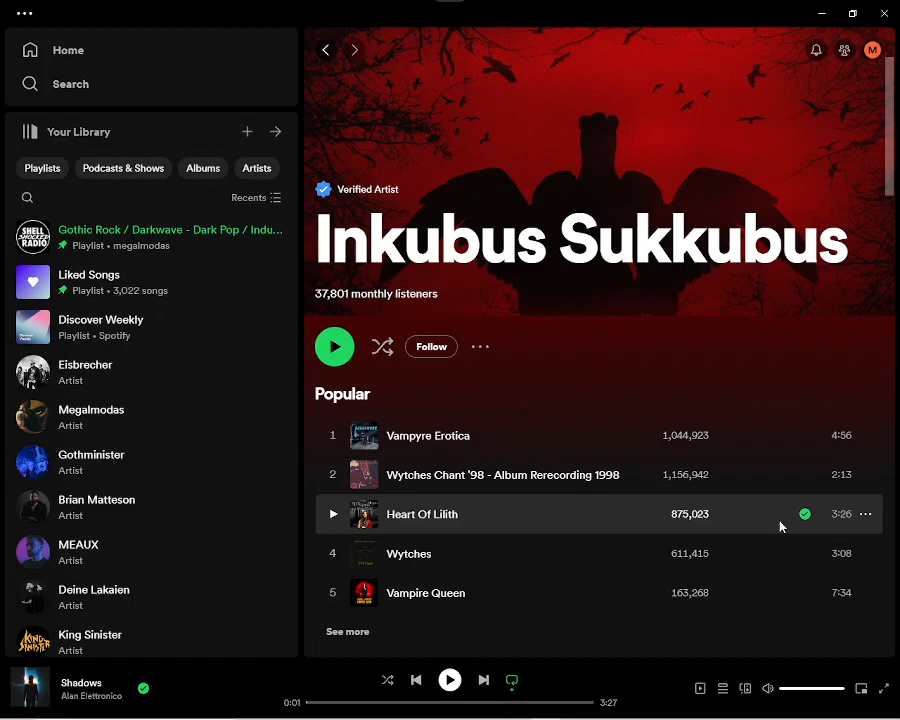 Home
Search
Your Library
Playlists
Podcasts & Shows
Albums
Artists
Recents
SHELL SHOCKED RADIO
Gothic Rock / Darkwave - Dark Pop / Indu...
Playlist • megalmodas
Liked Songs
Playlist • 3,022 songs
Discover Weekly
Playlist • Spotify
Eisbrecher
Artist
Megalmodas
Artist
Gothminister
Artist
Brian Matteson
Artist
MEAUX
Artist
Deine Lakaien
Artist
KING SINISTER
King Sinister
Artist
M
Verified Artist
Inkubus Sukkubus
37,801 monthly listeners
Follow
Popular
1 Vampyre Erotica 1,044,923 4:56
2 Wytches Chant '98 - Album Rerecording 1998 1,156,942 2:13
Heart Of Lilith 875,023 3:26
4 Wytches 611,415 3:08
5 Vampire Queen 163,268 7:34
See more
Shadows
Alan Elettronico
0:01
3:27